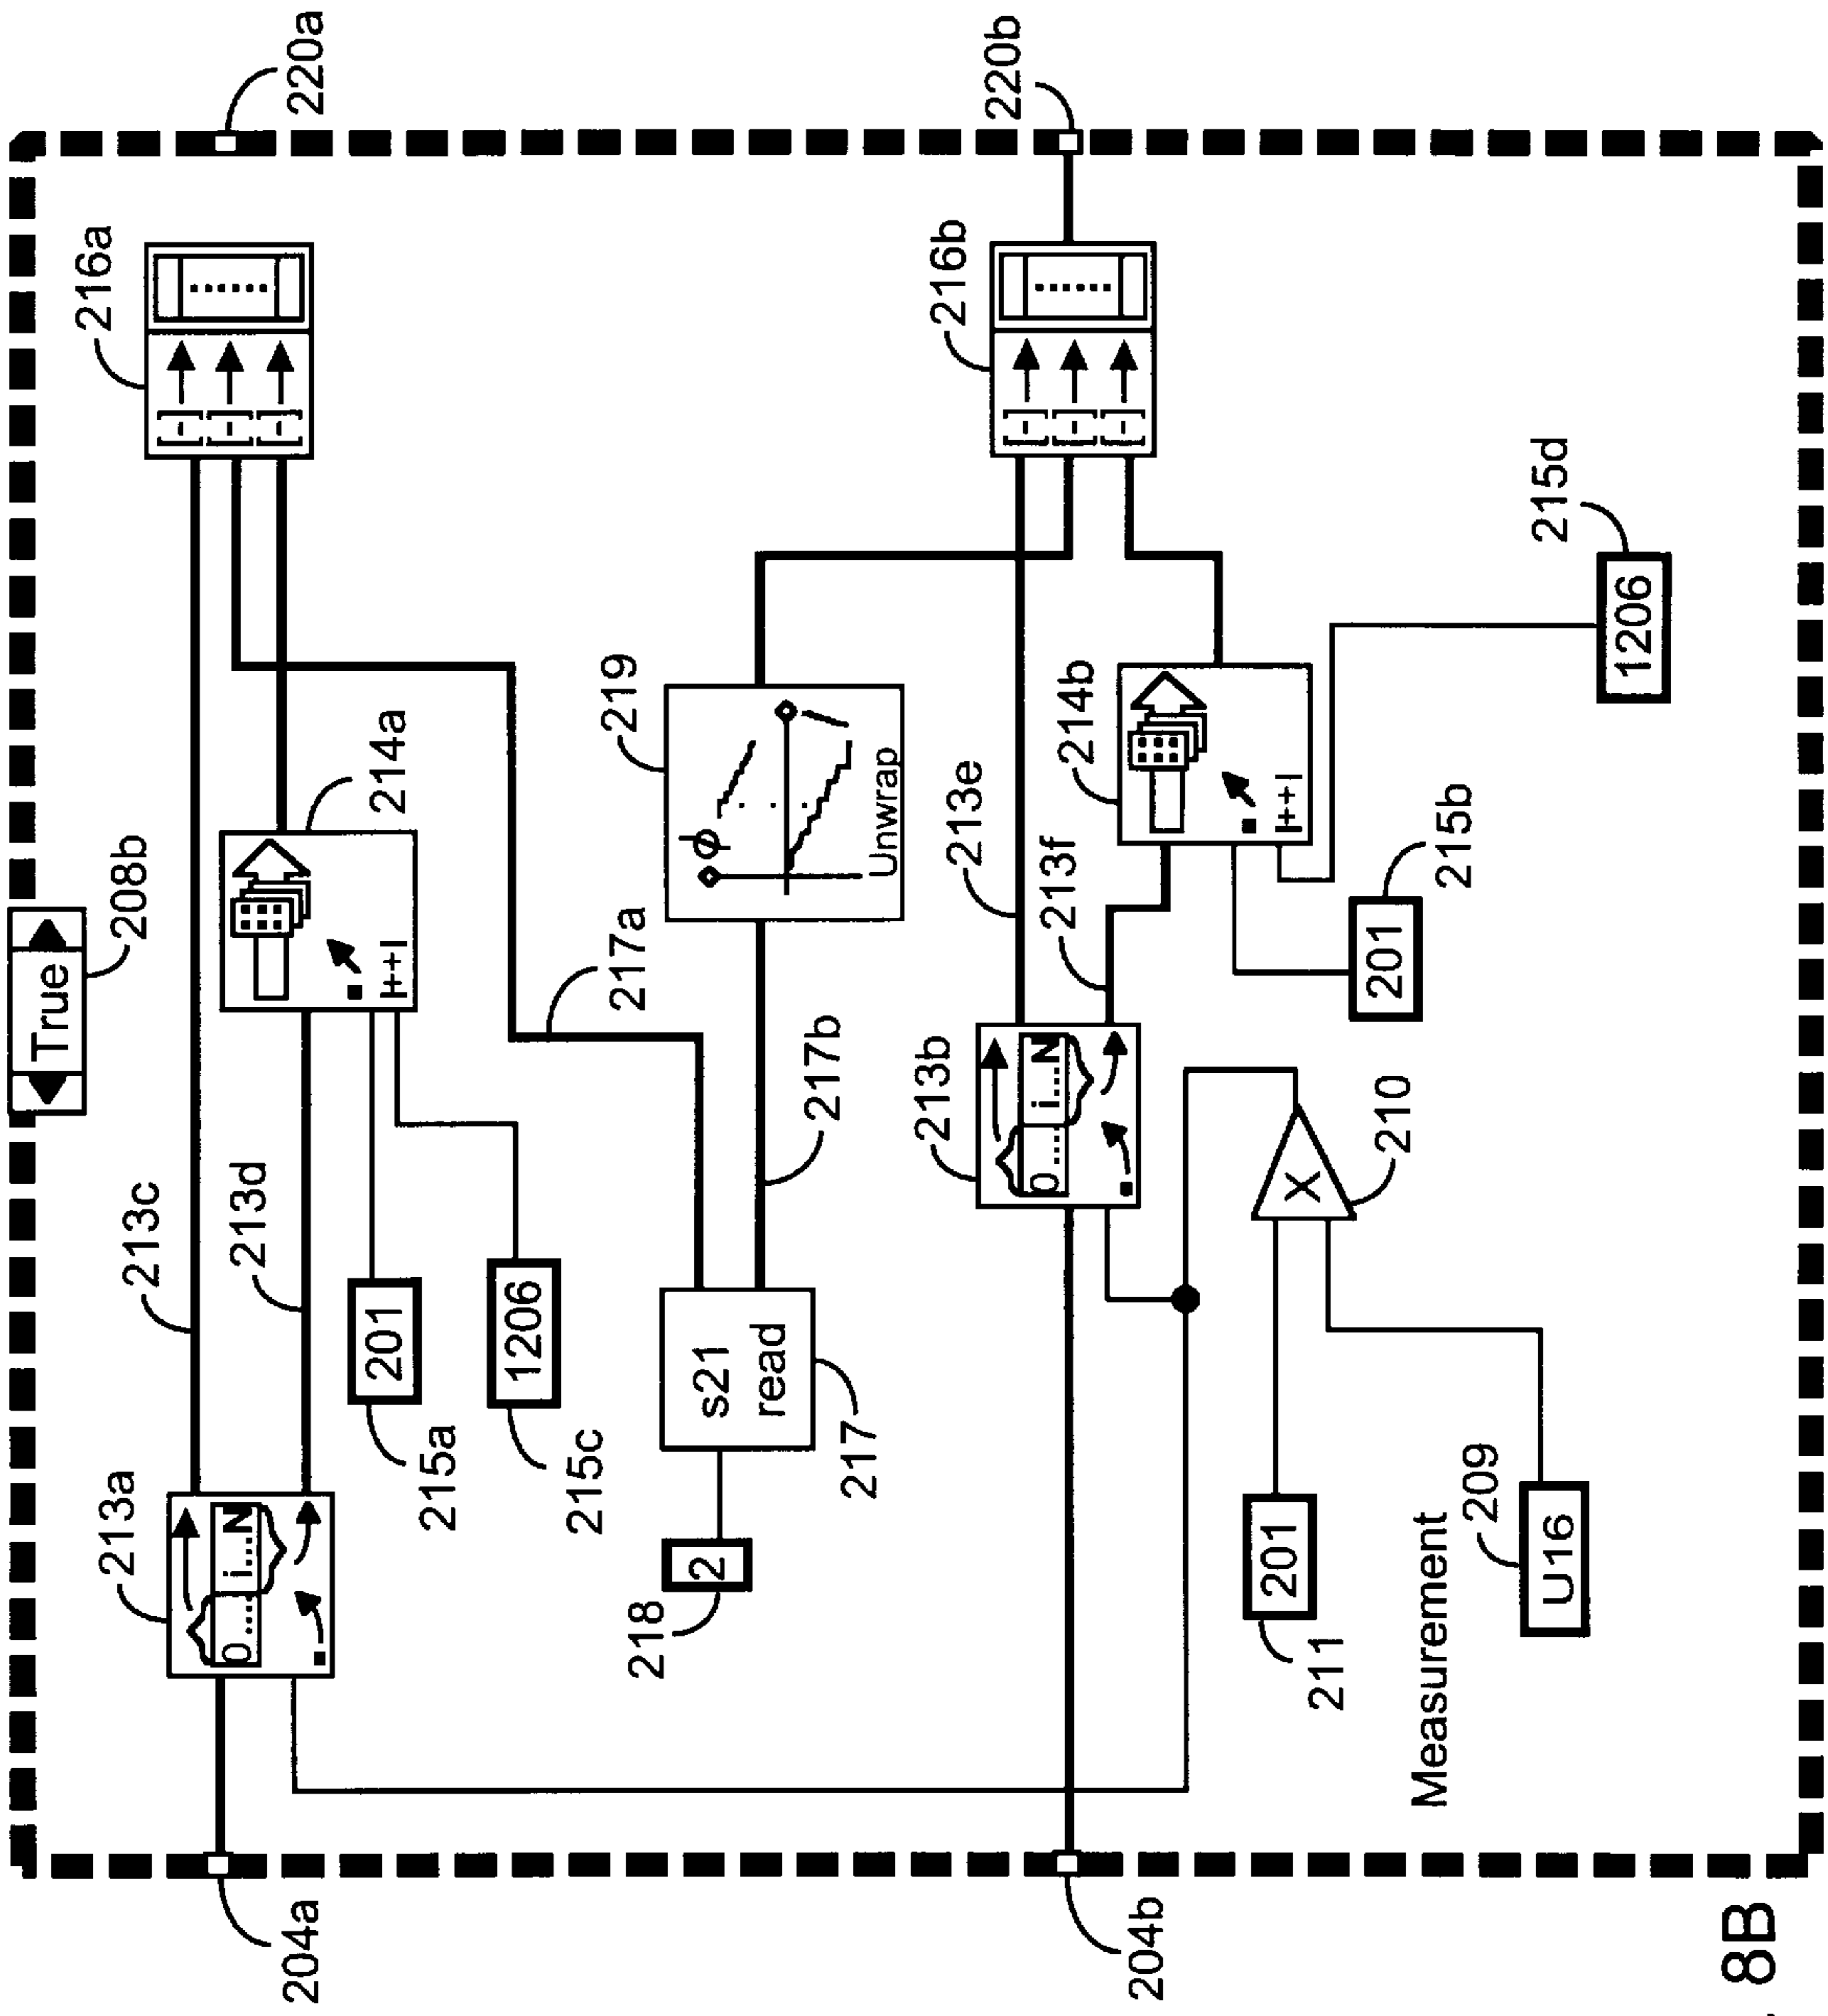 True
208b
220a
216a
213c
213d
214a
213a
0.....
i...N
204a
201
215a
1206
215c
217a
s21
read
217
2
218
217b
219
ϕ
Unwrap
220b
216b
213e
213f
214b
213b
0.....
i...N
204b
201
215b
1206
215d
X
210
201
211
Measurement
U16
209
8B